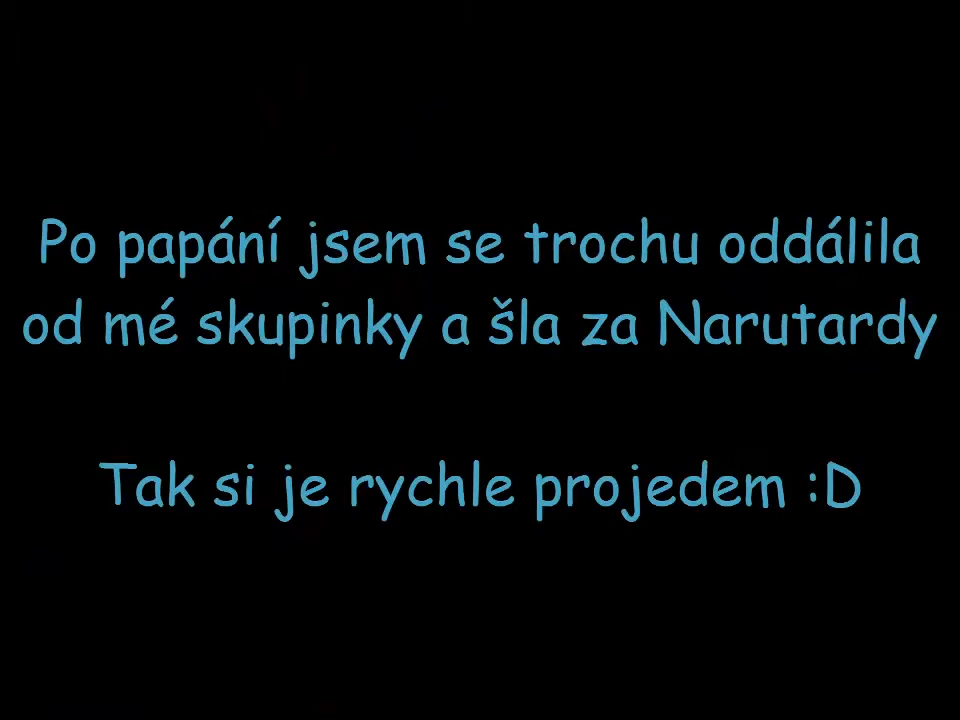 Po papání jsem se trochu oddálila
od mé skupinky a šla za Narutardy
Tak si je rychle projedem :D